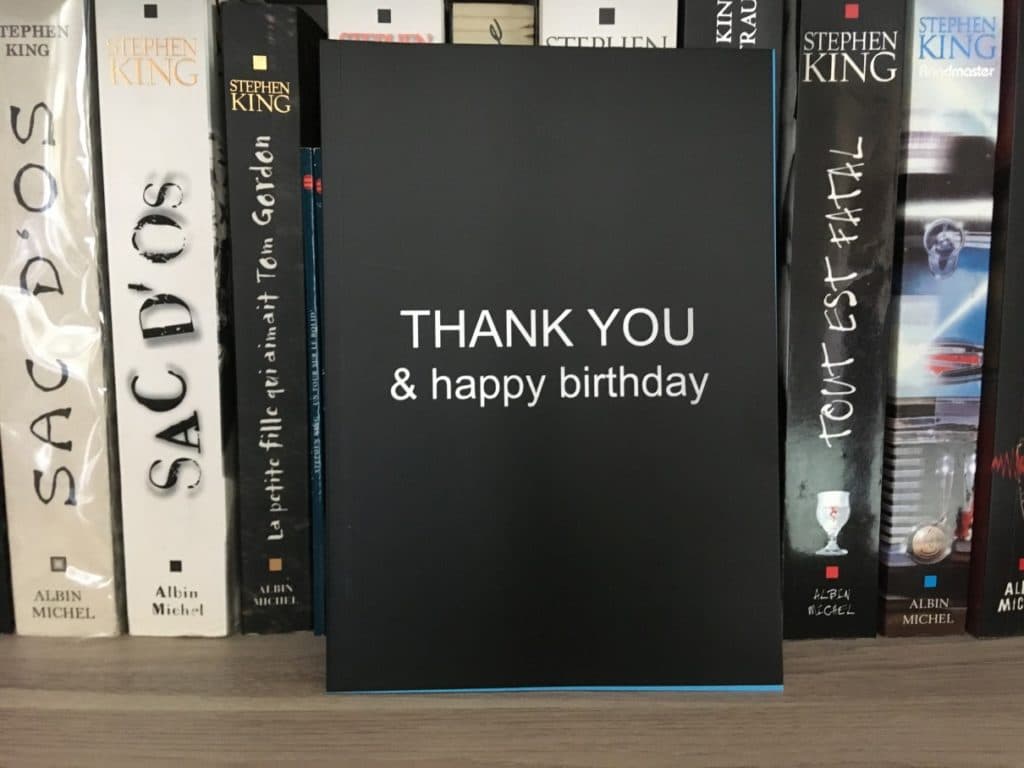 STEPHEN
KING
SAC D'OS
ALBIN
MICHEL
STEPHEN
KING
SAC D'OS
Albin
Michel
STEPHEN
KING
La petite fille qui aimait Tom Gordon
ALBIN
MICHEL
STEPHEN
THANK YOU
& happy birthday
STEPHEN
KING
TOUT EST FATAL
ALBIN
MICHEL
STEPHEN
KING
Roadmaster
ALBIN
MICHEL